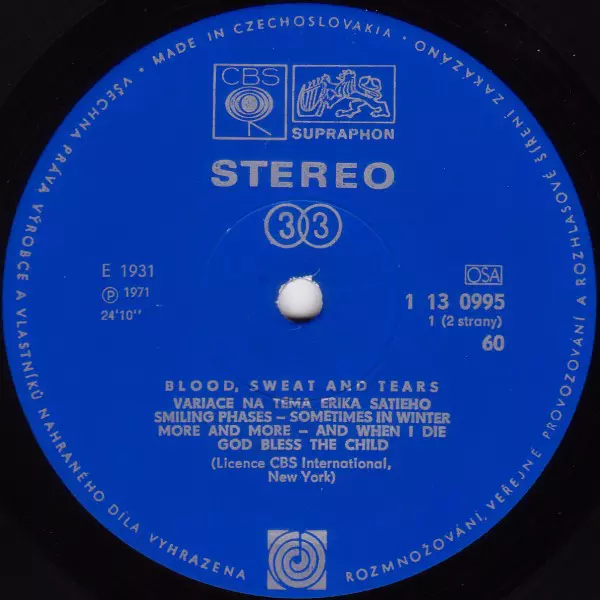 • MADE IN CZECHOSLOVAKIA •
VŠECHNA PRÁVA VÝROBCE A VLASTNÍKŮ NAHRANÉHO DÍLA VYHRAZENA
ROZMNOŽOVÁNÍ, VEŘEJNÉ PROVOZOVÁNÍ A ROZHLASOVÉ ŠÍŘENÍ ZAKÁZÁNO
CBS
SUPRAPHON
STEREO
33
E 1931
℗ 1971
24'10''
OSA
1 13 0995
1 (2 strany)
60
BLOOD, SWEAT AND TEARS
VARIACE NA TÉMA ERIKA SATIEHO
SMILING PHASES – SOMETIMES IN WINTER
MORE AND MORE – AND WHEN I DIE
GOD BLESS THE CHILD
(Licence CBS International,
New York)